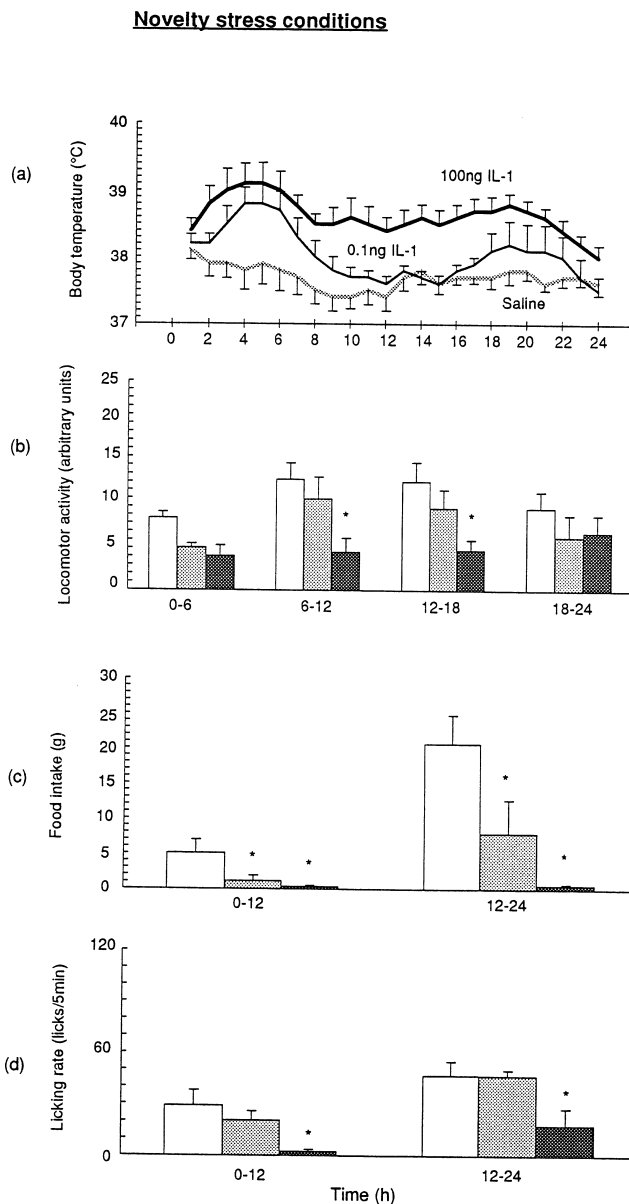 Novelty stress conditions
(a)
Body temperature (°C)
40
39
38
37
100ng IL-1
0.1ng IL-1
Saline
0 2 4 6 8 10 12 14 16 18 20 22 24
(b)
Locomotor activity (arbitrary units)
25
20
15
10
5
0
* *
0-6 6-12 12-18 18-24
(c)
Food intake (g)
30
25
20
15
10
5
0
* * * *
0-12 12-24
(d)
Licking rate (licks/5min)
120
60
0
* *
0-12 12-24
Time (h)